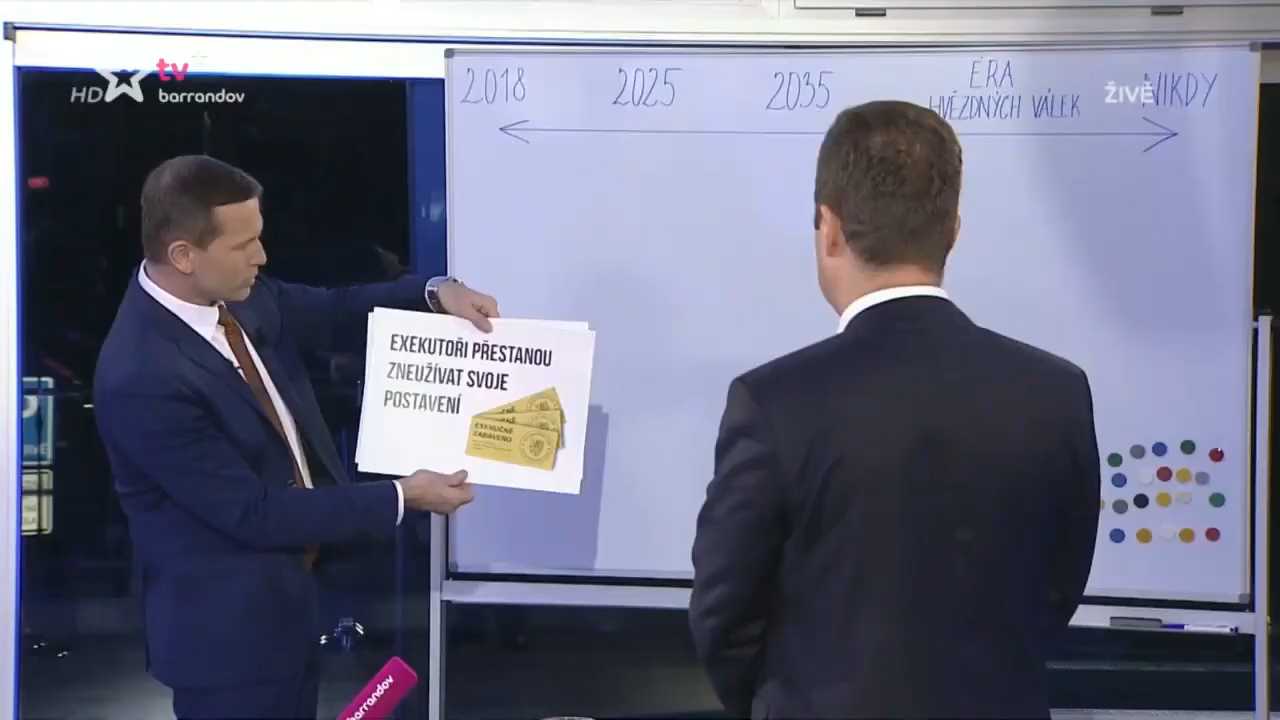 HD tv
barrandov
ŽIVĚ
2018 2025 2035 ÉRA HVĚZDNÝCH VÁLEK NIKDY
EXEKUTOŘI PŘESTANOU
ZNEUŽÍVAT SVOJE
POSTAVENÍ
EXEKUČNĚ
ZABAVENO
barrandov